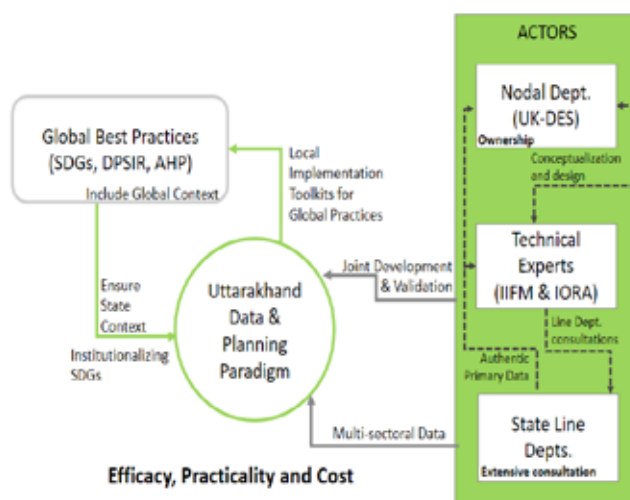 ACTORS
Nodal Dept.
(UK-DES)
Ownership
Conceptualization
and design
Global Best Practices
(SDGs, DPSIR, AHP)
Include Global Context
Local
Implementation
Toolkits for
Global Practices
Technical
Experts
(IIFM & IORA)
Joint Development
& Validation
Ensure
State
Context
Institutionalizing
SDGs
Uttarakhand
Data &
Planning
Paradigm
Line Dept.
consultations
Authentic
Primary Data
Multi-sectoral Data
State Line
Depts.
Extensive consultation
Efficacy, Practicality and Cost